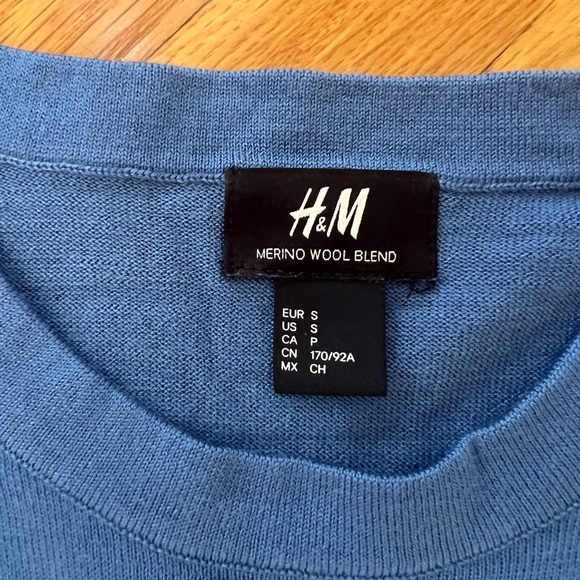 H&M
MERINO WOOL BLEND
EUR S
US S
CA P
CN 170/92A
MX CH